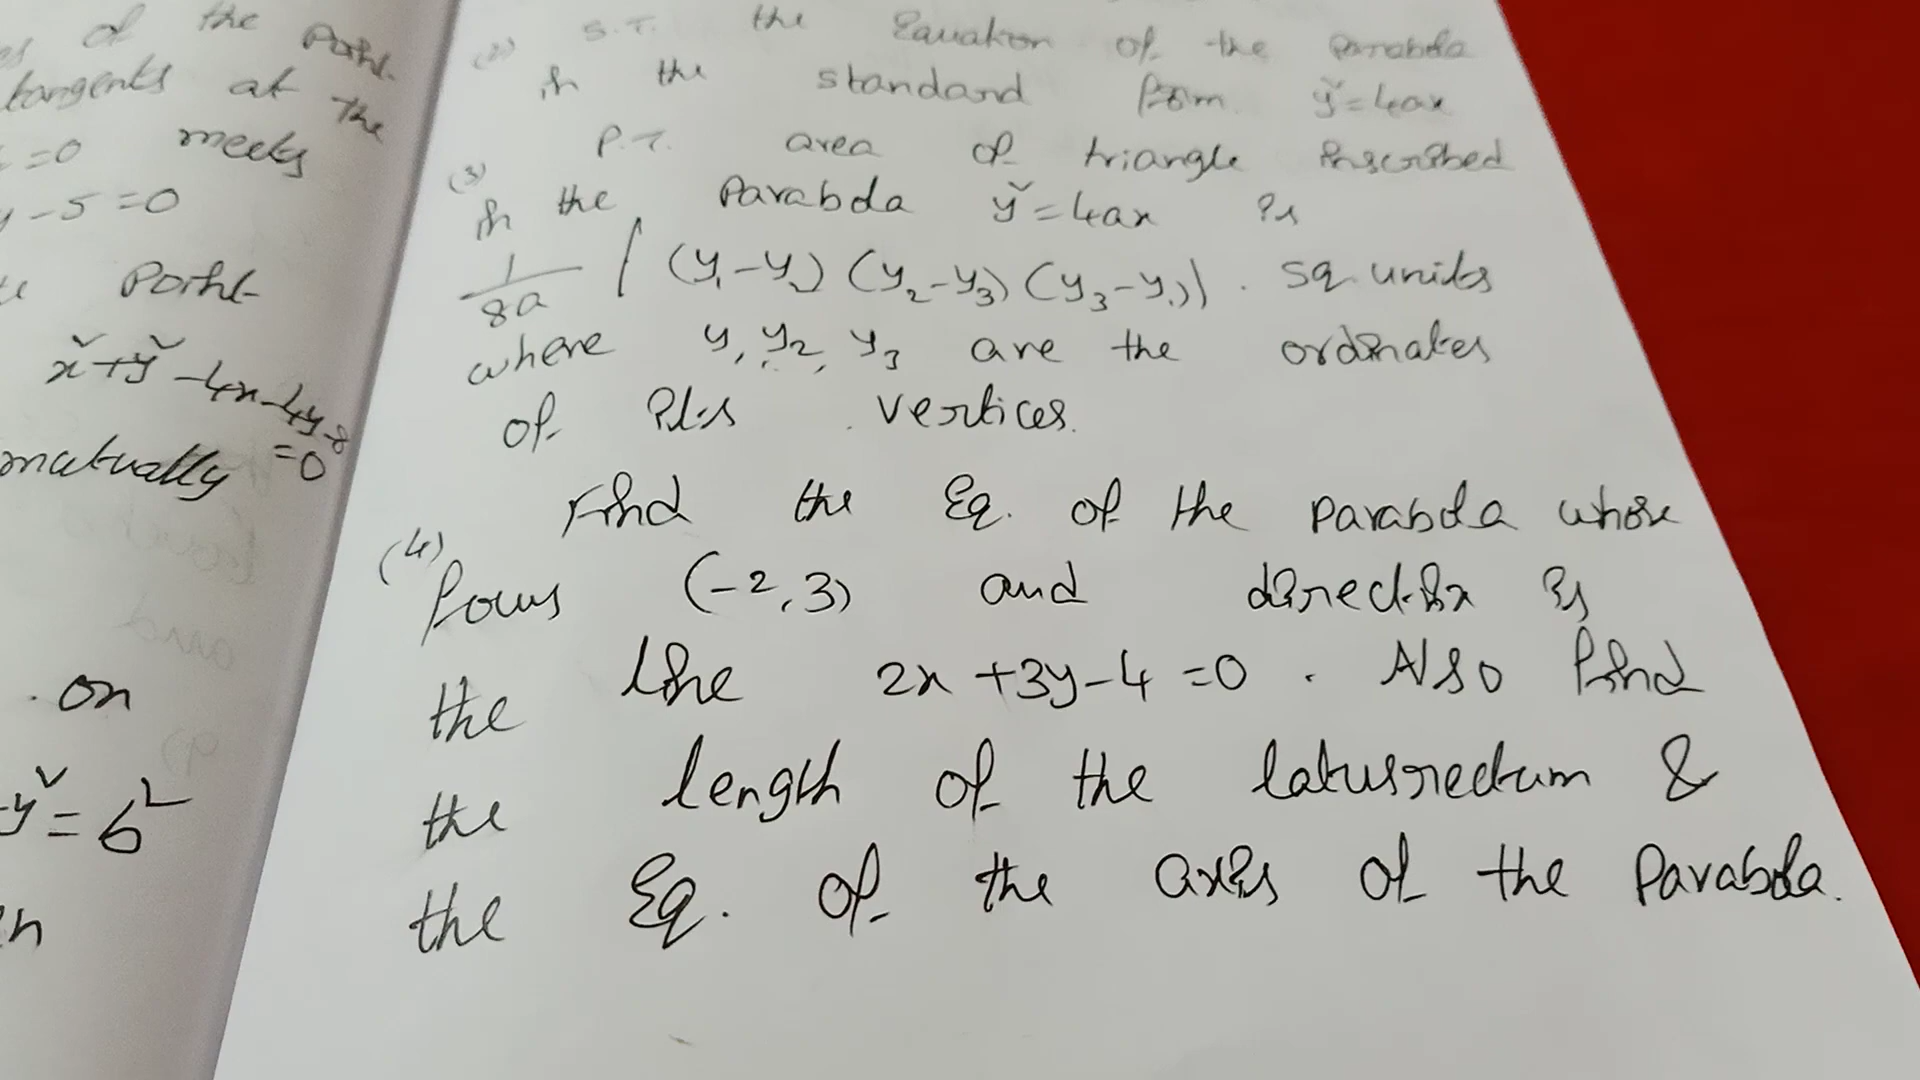 of the Point.
tangents at the
=0 meets
y-5=0
Point
x²+y²-4x-4y-8
=0
mutually
on
-y²=6²
(2) S.T. the Equation of the Parabola
in the standard form y²=4ax
(3) P.T. area of triangle inscribed
in the Parabola y²=4ax is
1/8a |(y₁-y₂)(y₂-y₃)(y₃-y₁)|. sq.units
where y₁, y₂, y₃ are the ordinates
of its vertices.
(4) Find the Eq. of the parabola whose
focus (-2,3) and directrix is
the line 2x+3y-4=0. Also find
the length of the latusrectum &
the Eq. of the axis of the Parabola.